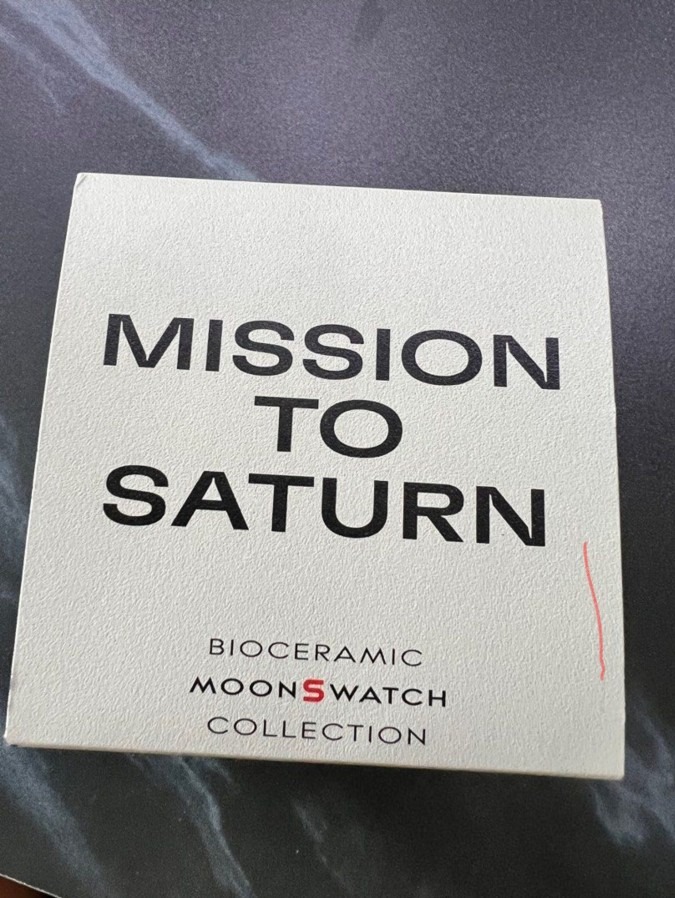 MISSION
TO
SATURN
BIOCERAMIC
MOONSWATCH
COLLECTION